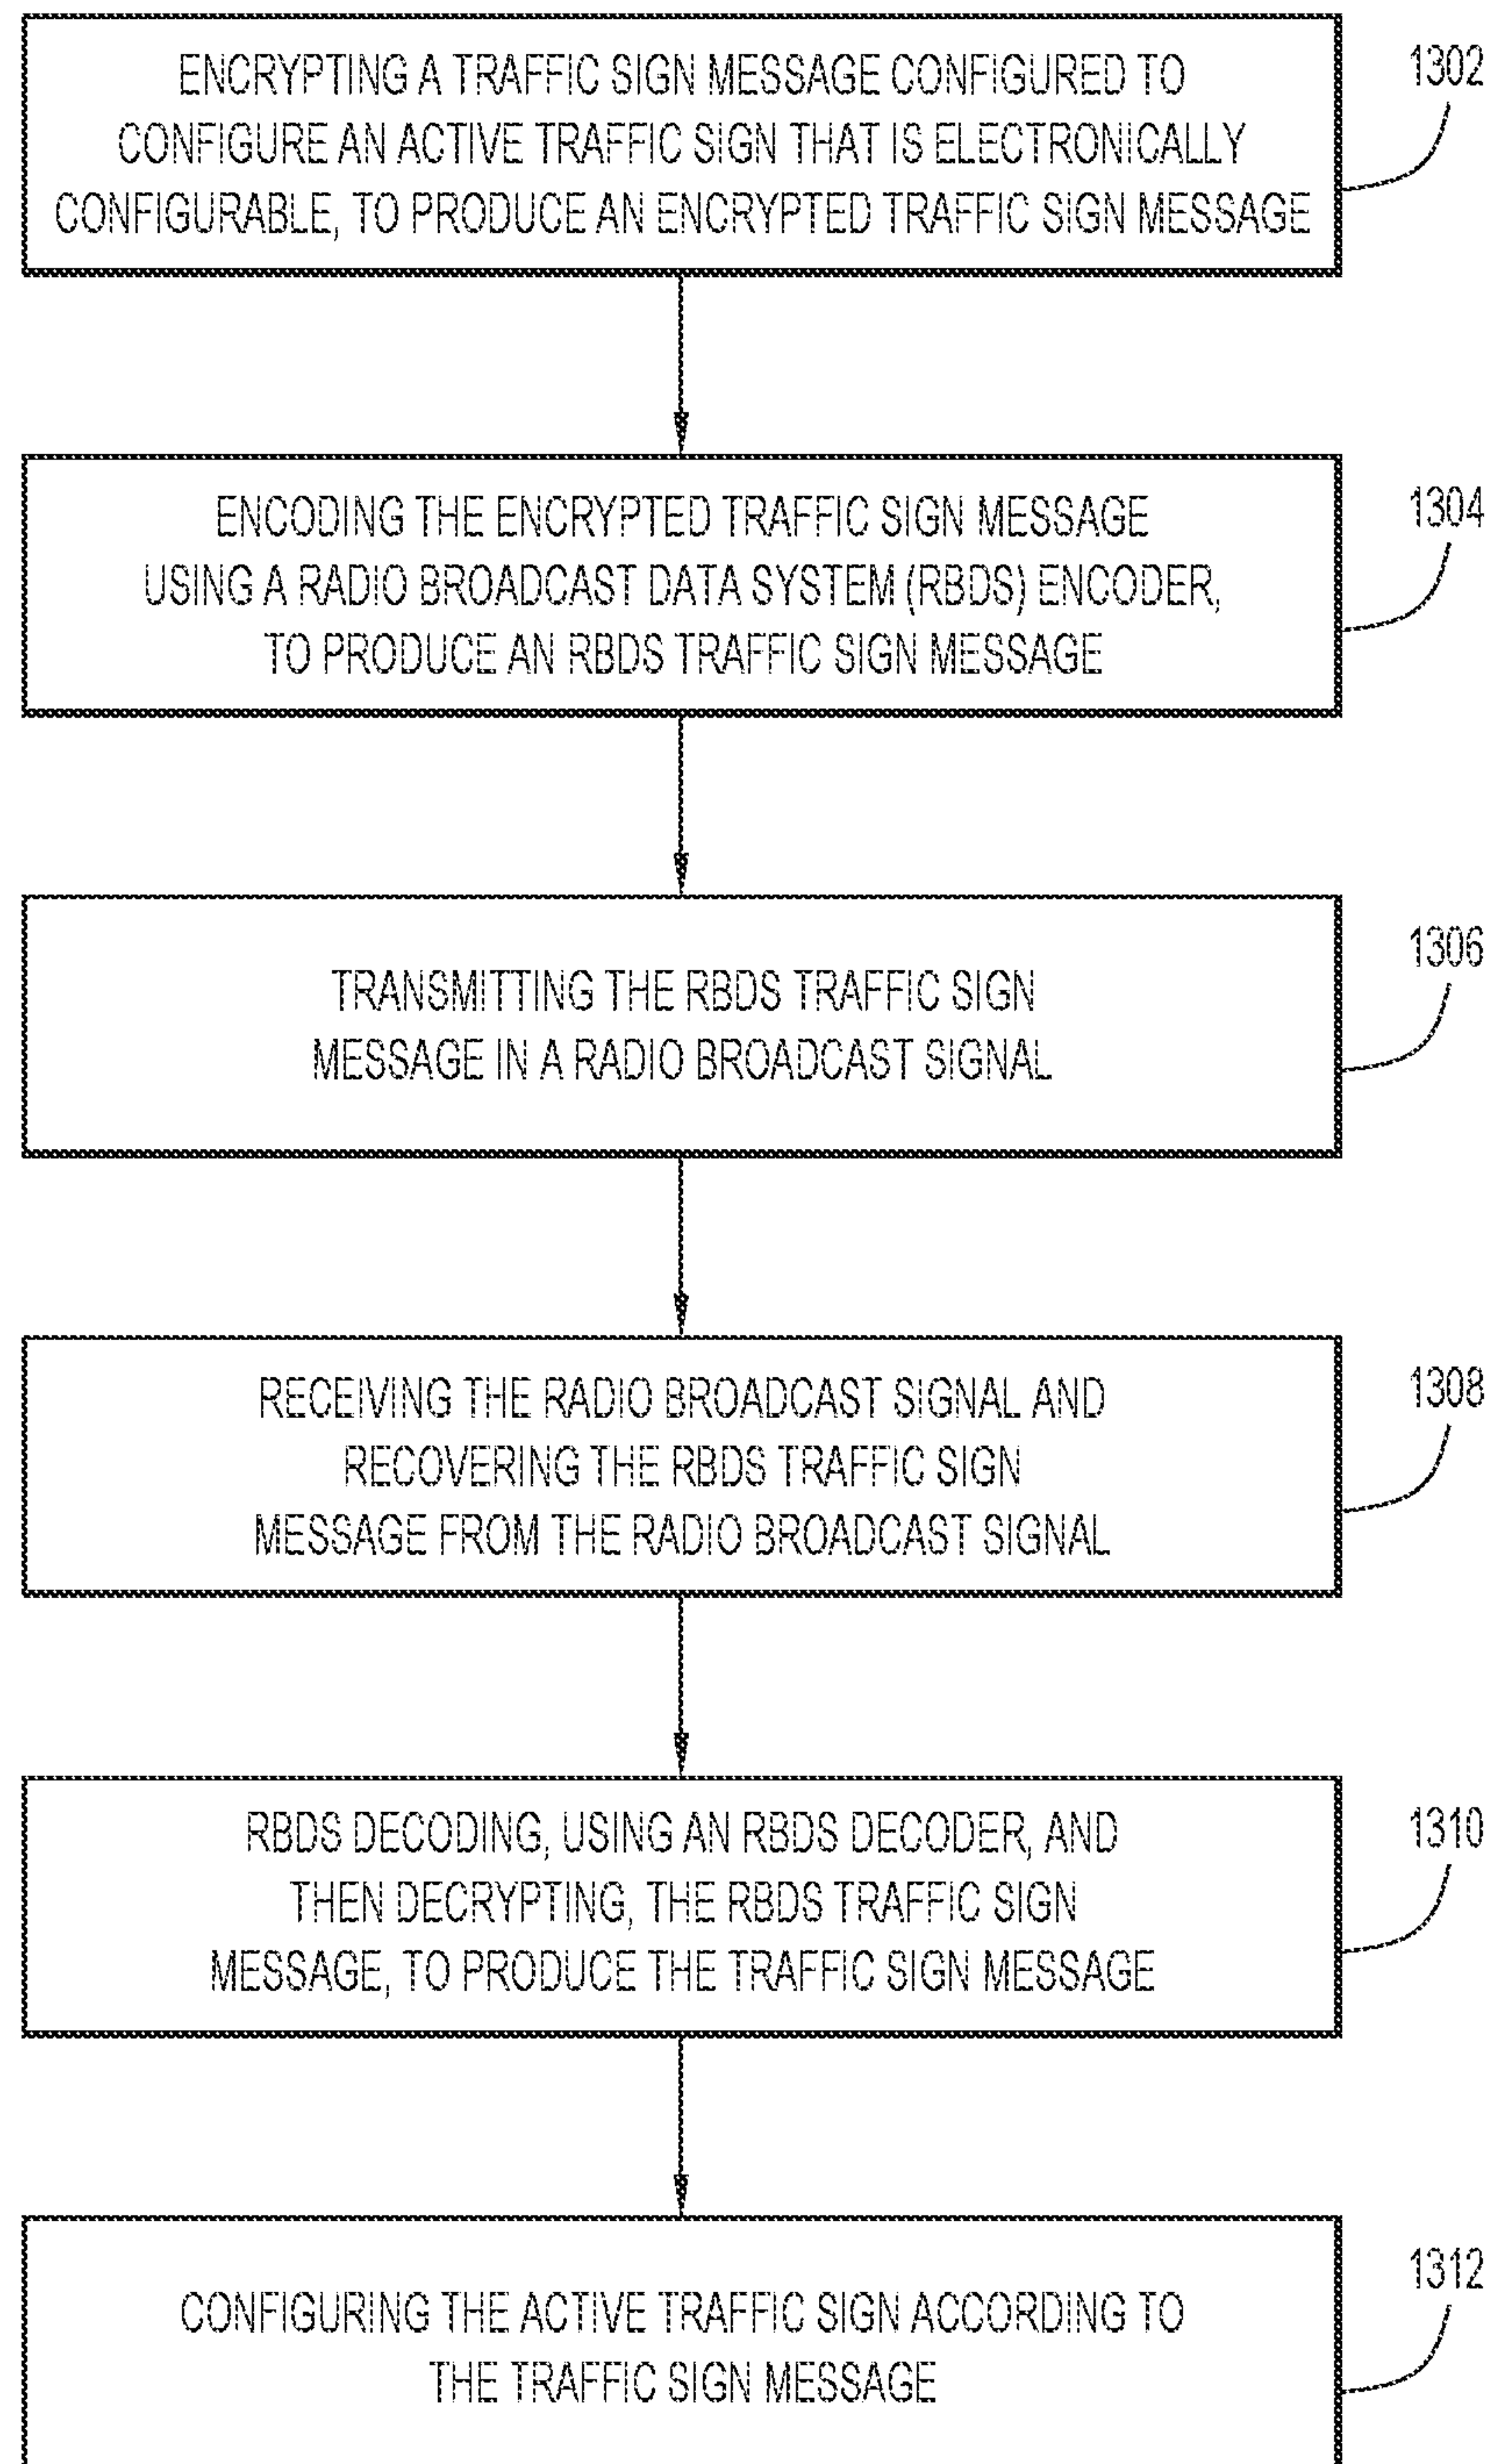 ENCRYPTING A TRAFFIC SIGN MESSAGE CONFIGURED TO
CONFIGURE AN ACTIVE TRAFFIC SIGN THAT IS ELECTRONICALLY
CONFIGURABLE, TO PRODUCE AN ENCRYPTED TRAFFIC SIGN MESSAGE
1302
ENCODING THE ENCRYPTED TRAFFIC SIGN MESSAGE
USING A RADIO BROADCAST DATA SYSTEM (RBDS) ENCODER,
TO PRODUCE AN RBDS TRAFFIC SIGN MESSAGE
1304
TRANSMITTING THE RBDS TRAFFIC SIGN
MESSAGE IN A RADIO BROADCAST SIGNAL
1306
RECEIVING THE RADIO BROADCAST SIGNAL AND
RECOVERING THE RBDS TRAFFIC SIGN
MESSAGE FROM THE RADIO BROADCAST SIGNAL
1308
RBDS DECODING, USING AN RBDS DECODER, AND
THEN DECRYPTING, THE RBDS TRAFFIC SIGN
MESSAGE, TO PRODUCE THE TRAFFIC SIGN MESSAGE
1310
CONFIGURING THE ACTIVE TRAFFIC SIGN ACCORDING TO
THE TRAFFIC SIGN MESSAGE
1312